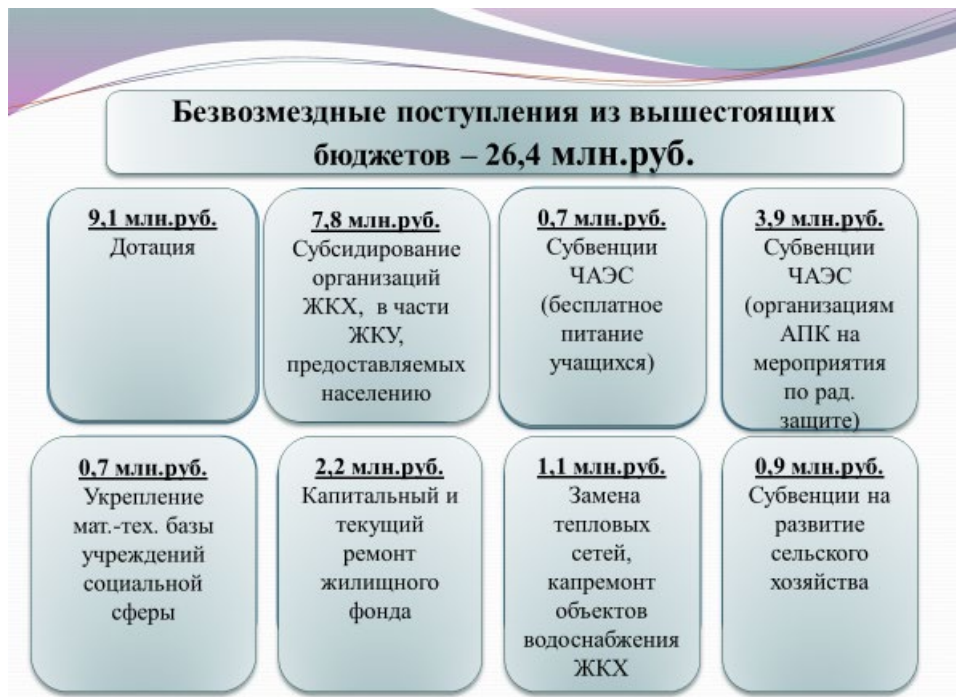 Безвозмездные поступления из вышестоящих
бюджетов – 26,4 млн.руб.
9,1 млн.руб.
Дотация
7,8 млн.руб.
Субсидирование
организаций
ЖКХ,  в части
ЖКУ,
предоставляемых
населению
0,7 млн.руб.
Субвенции
ЧАЭС
(бесплатное
питание
учащихся)
3,9 млн.руб.
Субвенции
ЧАЭС
(организациям
АПК на
мероприятия
по рад.
защите)
0,7 млн.руб.
Укрепление
мат.-тех. базы
учреждений
социальной
сферы
2,2 млн.руб.
Капитальный и
текущий
ремонт
жилищного
фонда
1,1 млн.руб.
Замена
тепловых
сетей,
капремонт
объектов
водоснабжения
ЖКХ
0,9 млн.руб.
Субвенции на
развитие
сельского
хозяйства